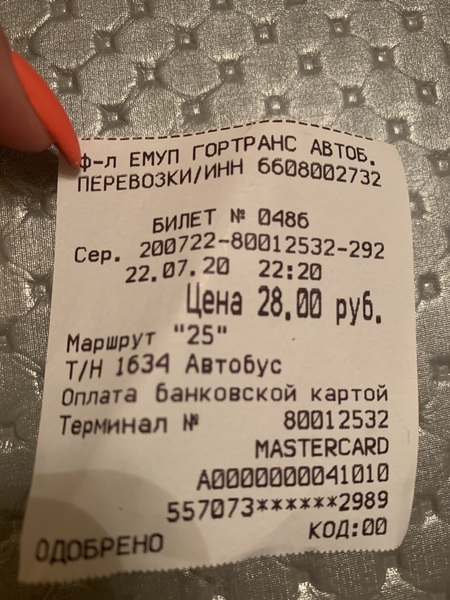 Ф-Л ЕМУП ГОРТРАНС АВТОБ.
ПЕРЕВОЗКИ/ИНН 6608002732
БИЛЕТ № 0486
Сер. 200722-80012532-292
22.07.20 22:20
Цена 28.00 руб.
Маршрут "25"
Т/Н 1634 Автобус
Оплата банковской картой
Терминал № 80012532
MASTERCARD
A0000000041010
557073******2989
КОД:00
ОДОБРЕНО